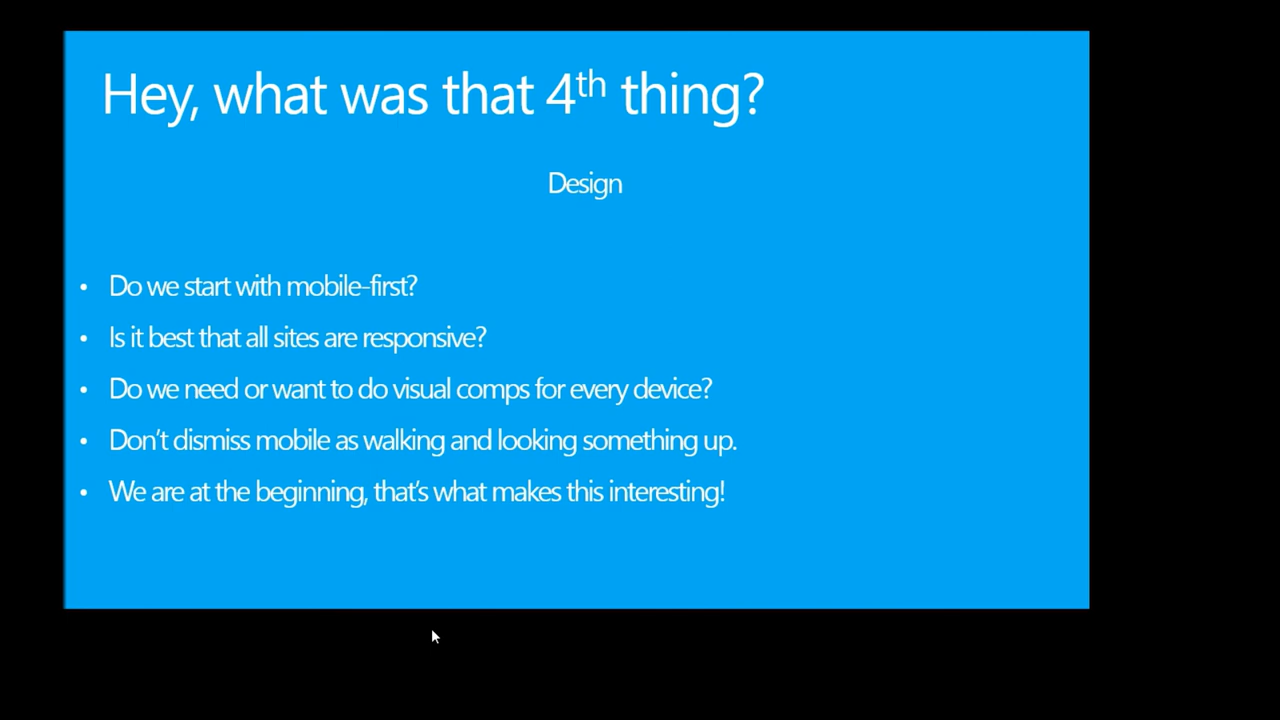 Hey, what was that 4th thing?
Design
• Do we start with mobile-first?
• Is it best that all sites are responsive?
• Do we need or want to do visual comps for every device?
• Don't dismiss mobile as walking and looking something up.
• We are at the beginning, that's what makes this interesting!